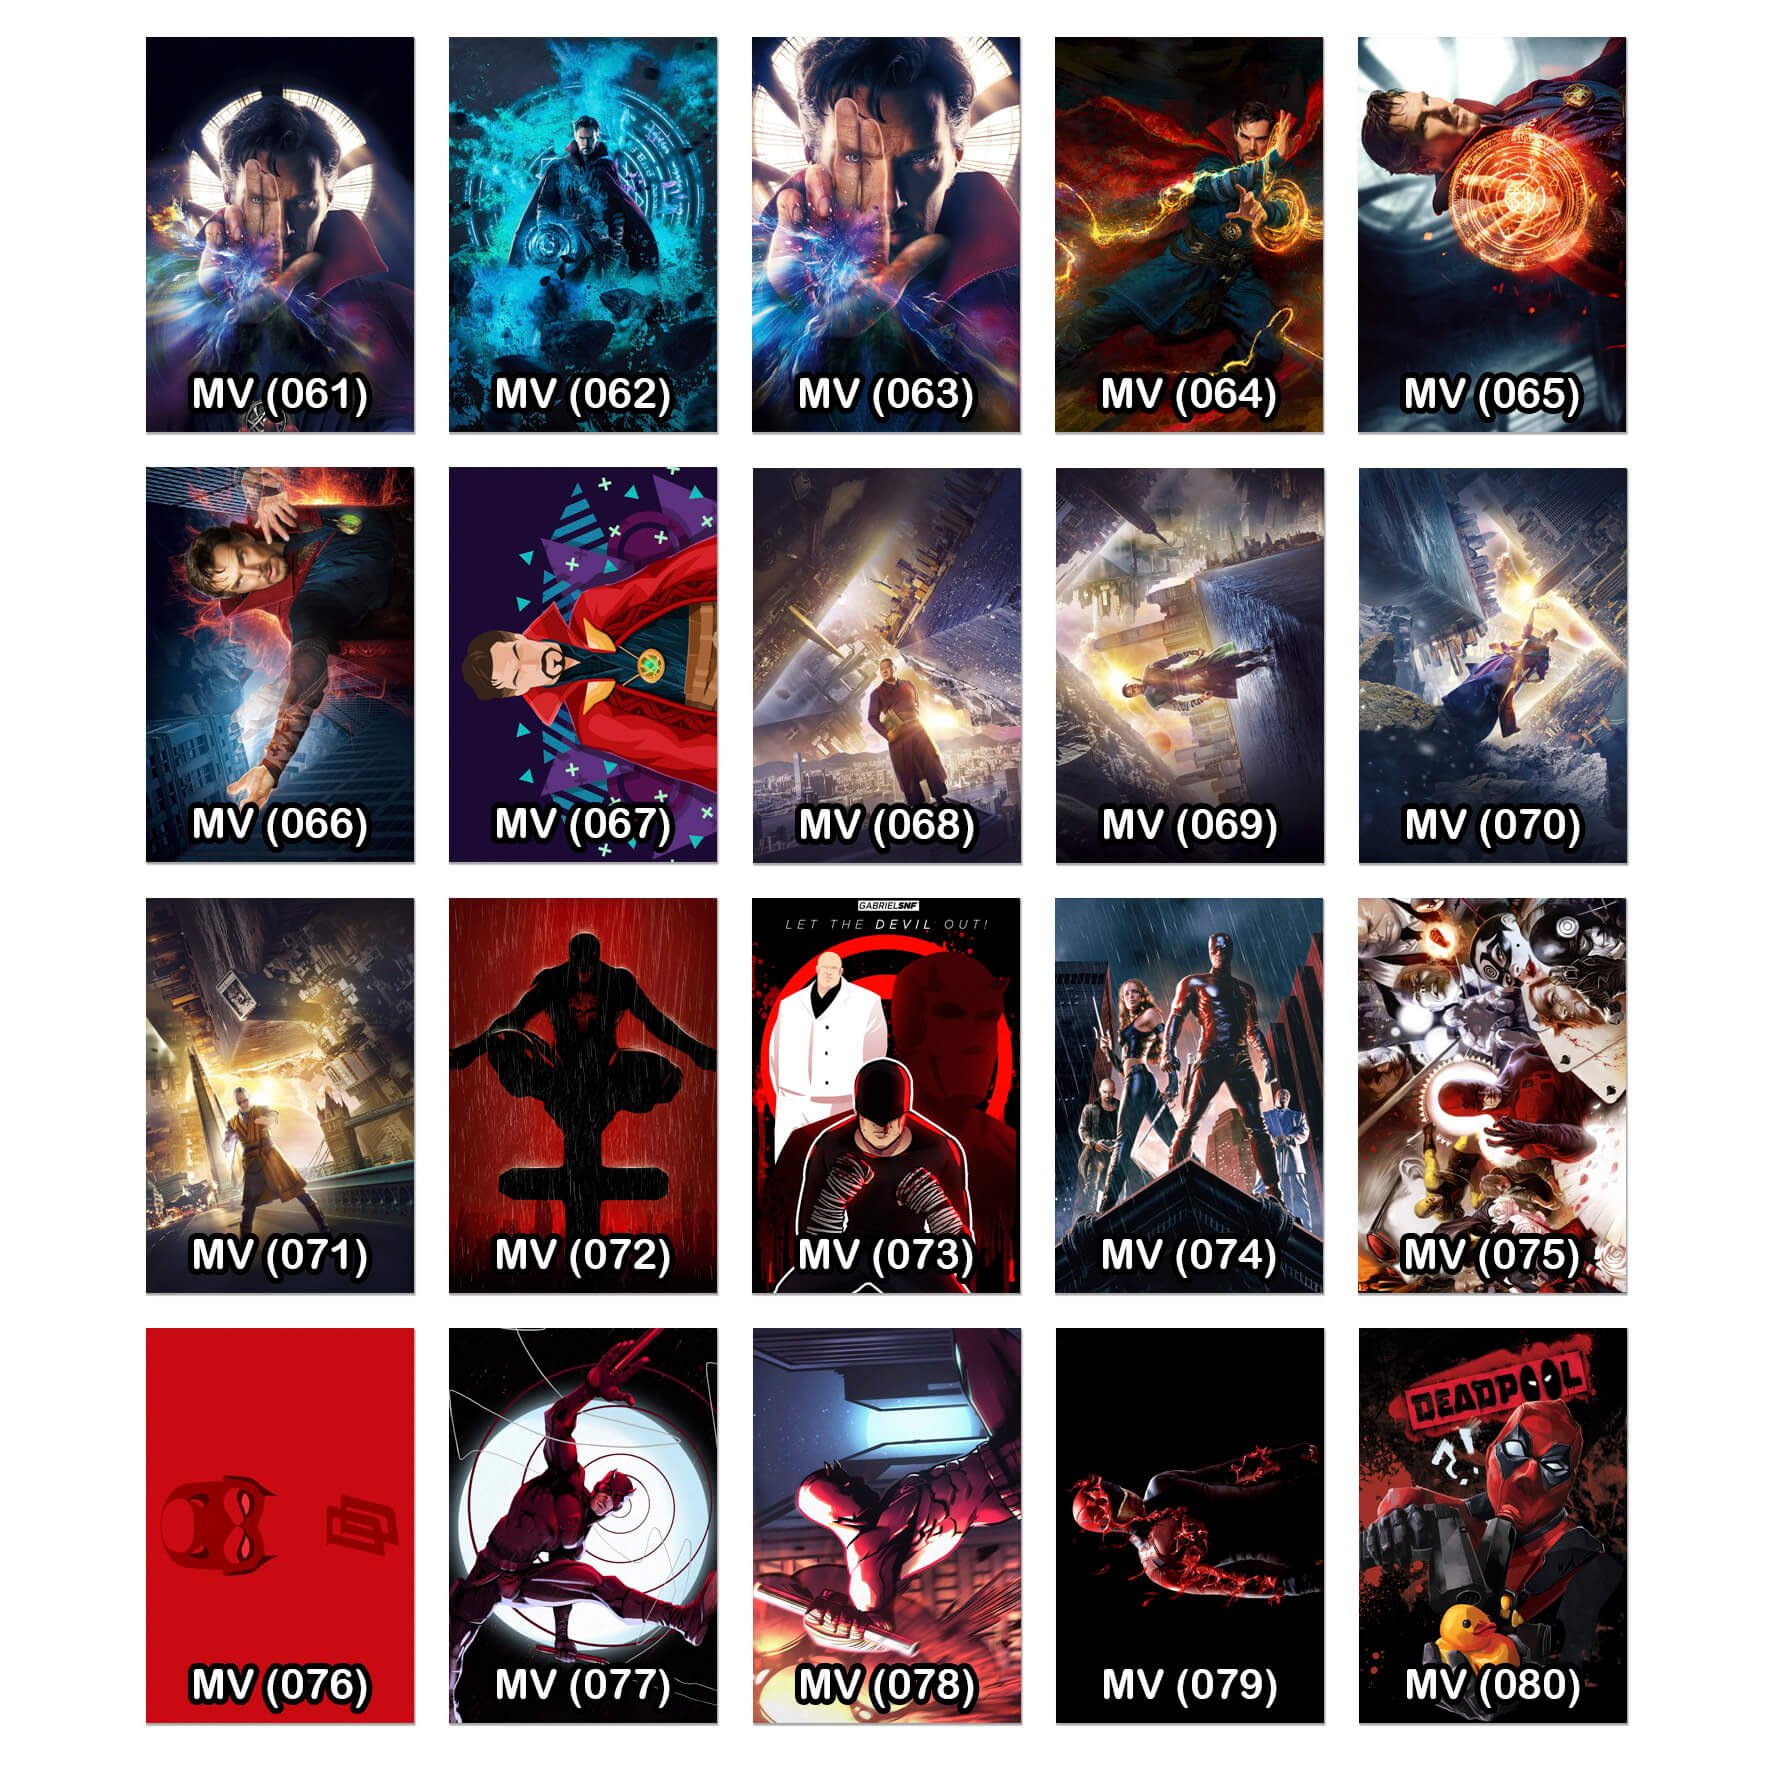 MV (061)
MV (062)
MV (063)
MV (064)
MV (065)
MV (066)
MV (067)
MV (068)
MV (069)
MV (070)
GABRIELSNF
LET THE DEVIL OUT!
MV (071)
MV (072)
MV (073)
MV (074)
MV (075)
DEADPOOL
?!
MV (076)
MV (077)
MV (078)
MV (079)
MV (080)